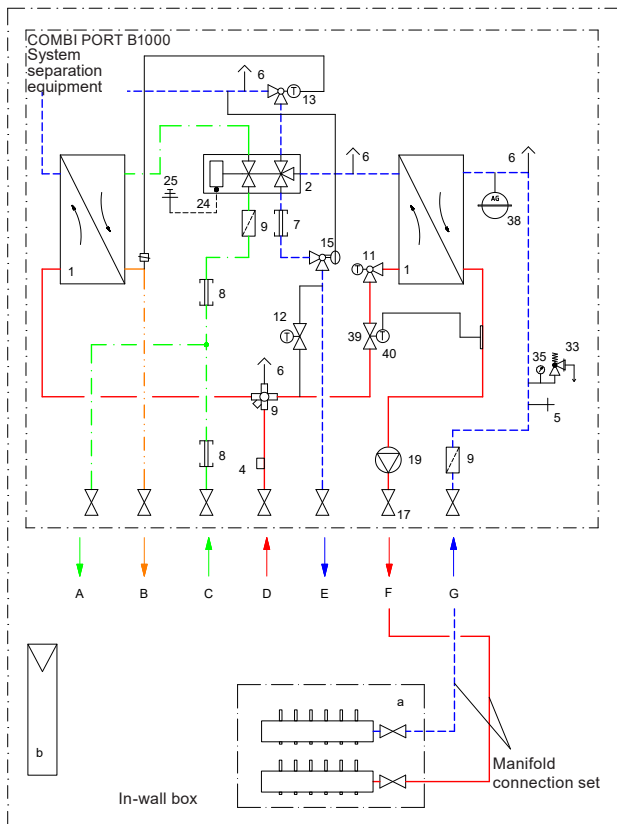 COMBI PORT B1000
System
separation
equipment
6
13
6
6
25
24
2
AG
38
9
7
15
11
1
1
8
12
39
40
35
33
6
9
5
8
4
19
9
17
A
B
C
D
E
F
G
T
T
T
T
a
b
In-wall box
Manifold
connection set